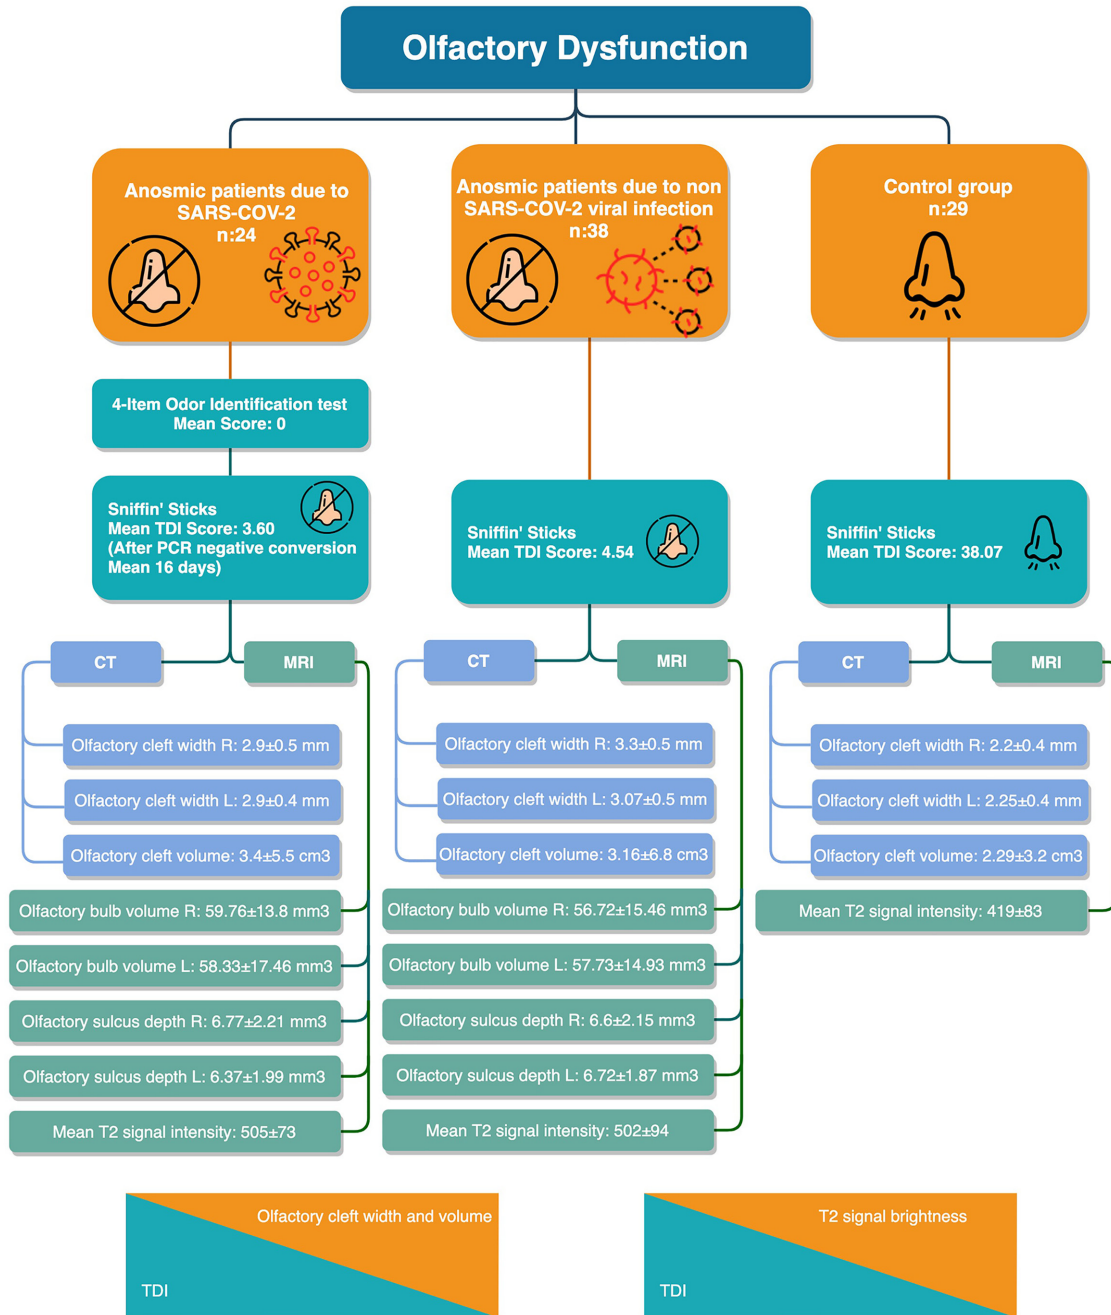 Olfactory Dysfunction
Anosmic patients due to
SARS-COV-2
n:24
Anosmic patients due to non
SARS-COV-2 viral infection
n:38
Control group
n:29
4-Item Odor Identification test
Mean Score: 0
Sniffin' Sticks
Mean TDI Score: 3.60
(After PCR negative conversion
Mean 16 days)
Sniffin' Sticks
Mean TDI Score: 4.54
Sniffin' Sticks
Mean TDI Score: 38.07
CT
MRI
Olfactory cleft width R: 2.9±0.5 mm
Olfactory cleft width L: 2.9±0.4 mm
Olfactory cleft volume: 3.4±5.5 cm3
Olfactory bulb volume R: 59.76±13.8 mm3
Olfactory bulb volume L: 58.33±17.46 mm3
Olfactory sulcus depth R: 6.77±2.21 mm3
Olfactory sulcus depth L: 6.37±1.99 mm3
Mean T2 signal intensity: 505±73
CT
MRI
Olfactory cleft width R: 3.3±0.5 mm
Olfactory cleft width L: 3.07±0.5 mm
Olfactory cleft volume: 3.16±6.8 cm3
Olfactory bulb volume R: 56.72±15.46 mm3
Olfactory bulb volume L: 57.73±14.93 mm3
Olfactory sulcus depth R: 6.6±2.15 mm3
Olfactory sulcus depth L: 6.72±1.87 mm3
Mean T2 signal intensity: 502±94
CT
MRI
Olfactory cleft width R: 2.2±0.4 mm
Olfactory cleft width L: 2.25±0.4 mm
Olfactory cleft volume: 2.29±3.2 cm3
Mean T2 signal intensity: 419±83
Olfactory cleft width and volume
TDI
T2 signal brightness
TDI